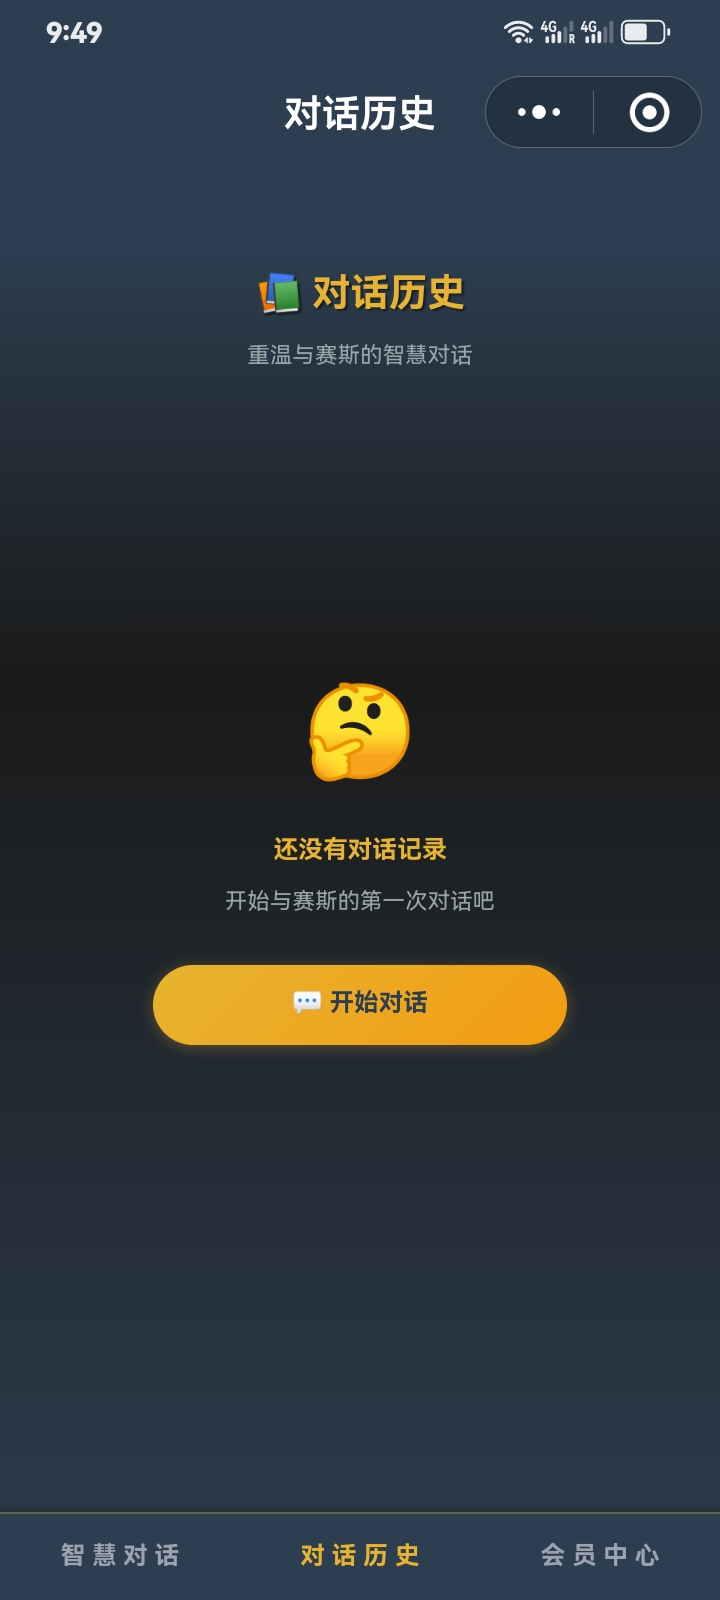 9:49
4G R 4G
对话历史
对话历史
重温与赛斯的智慧对话
还没有对话记录
开始与赛斯的第一次对话吧
开始对话
智慧对话 对话历史 会员中心